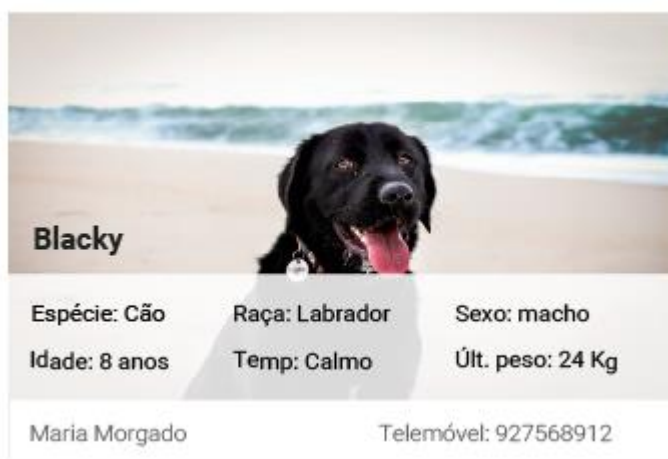 Blacky
Espécie: Cão Raça: Labrador Sexo: macho
Idade: 8 anos Temp: Calmo Últ. peso: 24 Kg
Maria Morgado Telemóvel: 927568912